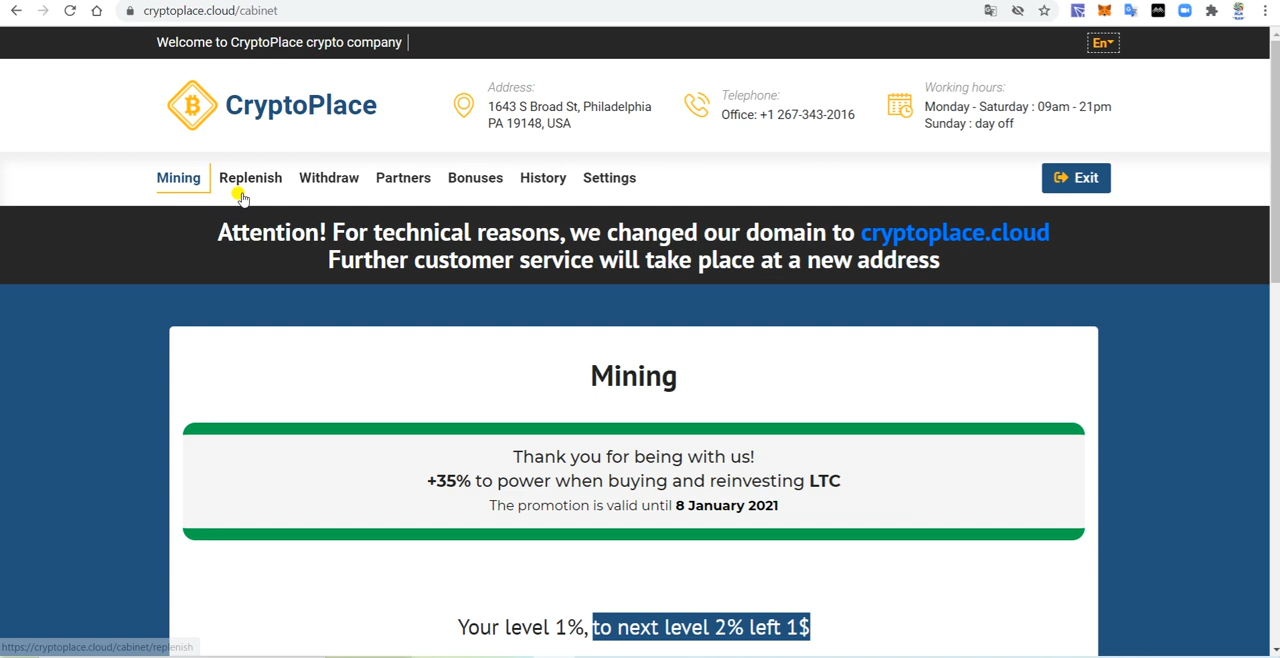 cryptoplace.cloud/cabinet
Welcome to CryptoPlace crypto company
En
CryptoPlace
Address:
1643 S Broad St, Philadelphia
PA 19148, USA
Telephone:
Office: +1 267-343-2016
Working hours:
Monday - Saturday : 09am - 21pm
Sunday : day off
Mining Replenish Withdraw Partners Bonuses History Settings Exit
Attention! For technical reasons, we changed our domain to cryptoplace.cloud
Further customer service will take place at a new address
Mining
Thank you for being with us!
+35% to power when buying and reinvesting LTC
The promotion is valid until 8 January 2021
Your level 1%, to next level 2% left 1$
https://cryptoplace.cloud/cabinet/replenish